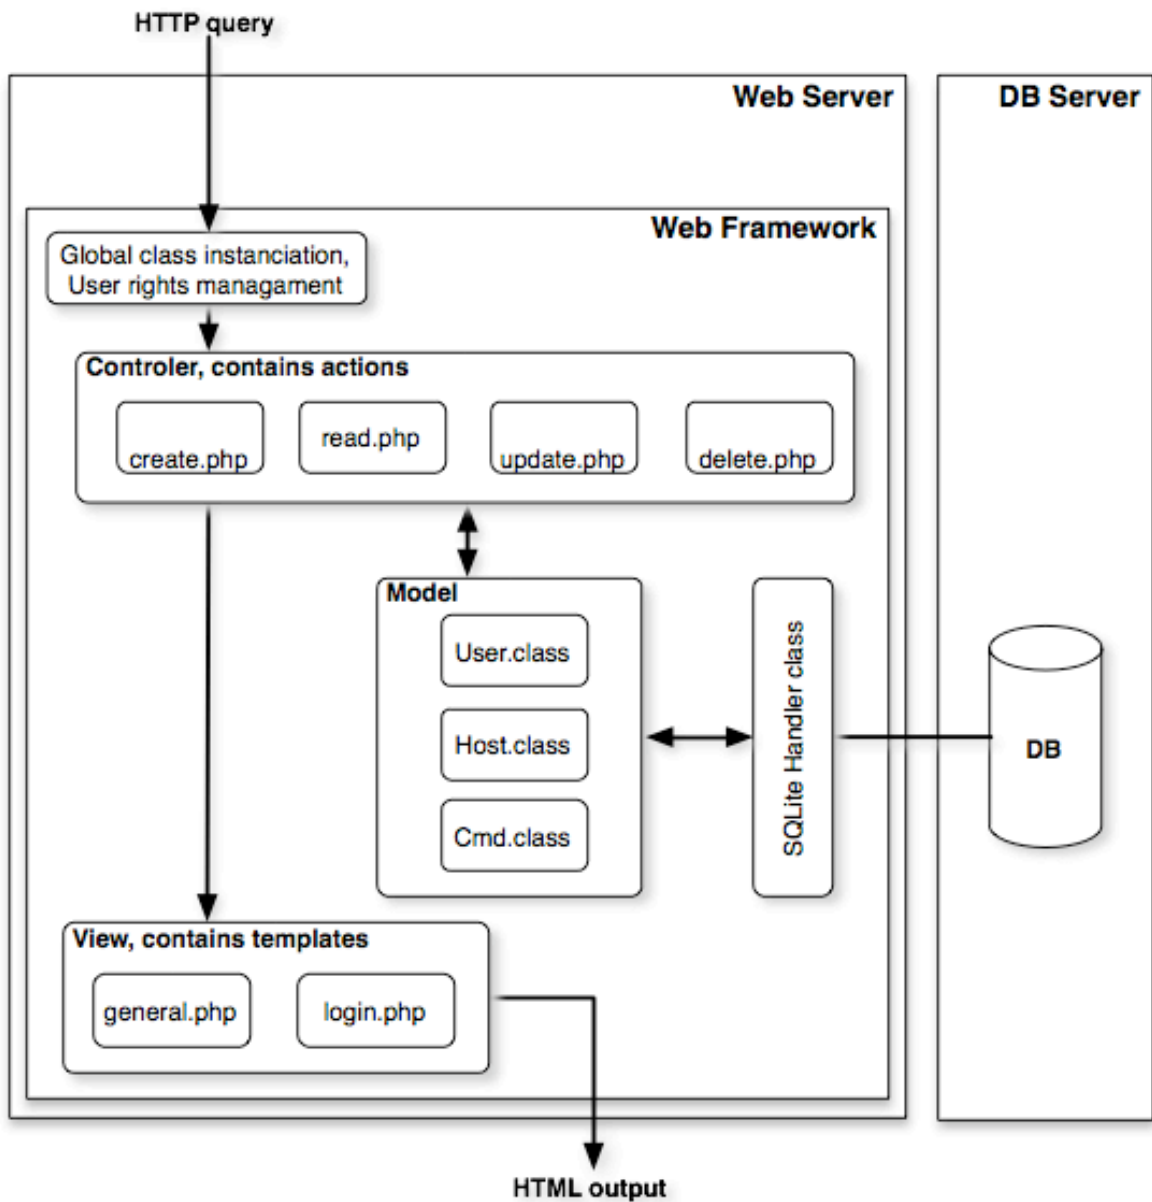 HTTP query
Web Server
DB Server
Web Framework
Global class instanciation,
User rights managament
Controler, contains actions
create.php
read.php
update.php
delete.php
Model
User.class
Host.class
Cmd.class
SQLite Handler class
DB
View, contains templates
general.php
login.php
HTML output